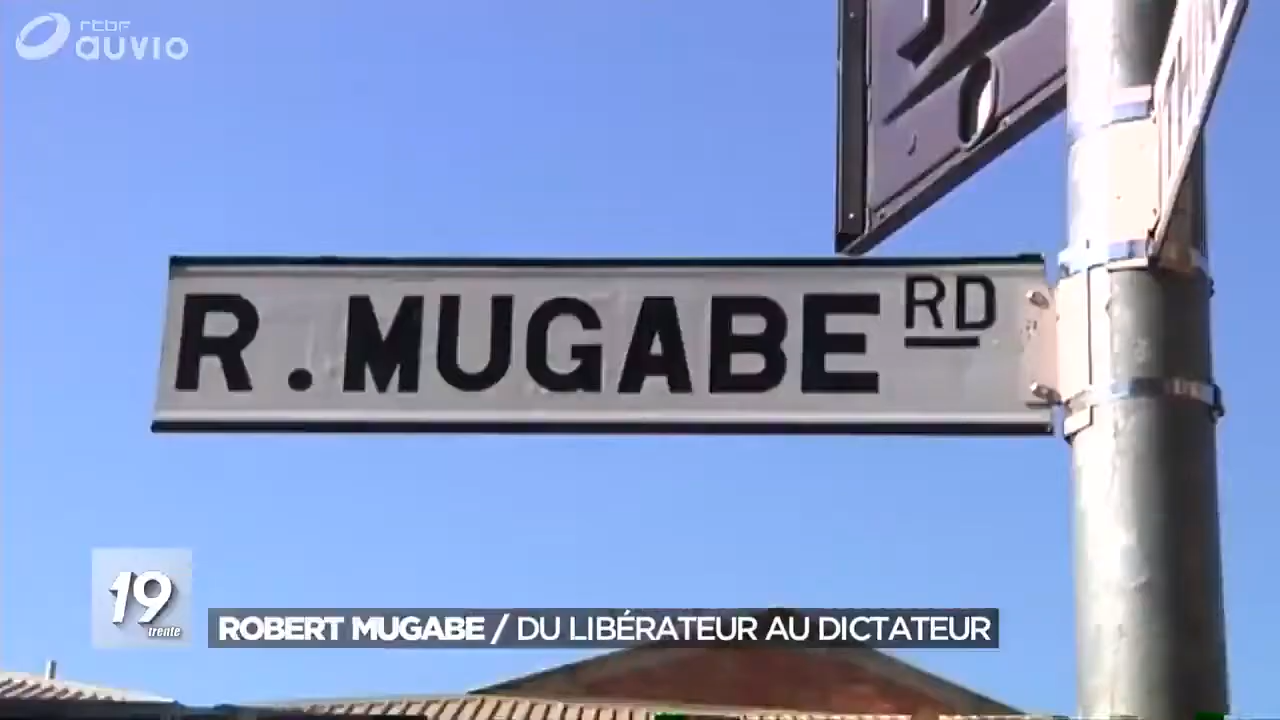 rtbf
auvio
R. MUGABE RD
19
trente
ROBERT MUGABE / DU LIBÉRATEUR AU DICTATEUR